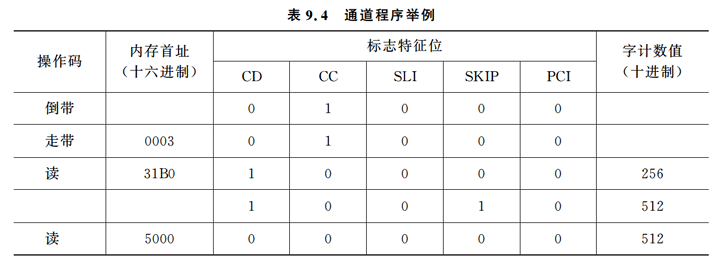 表 9.4 通道程序举例
操作码 内存首址（十六进制） 标志特征位 字计数值（十进制）
CD CC SLI SKIP PCI
倒带 0 1 0 0 0
走带 0003 0 1 0 0 0
读 31B0 1 0 0 0 0 256
1 0 0 1 0 512
读 5000 0 0 0 0 0 512